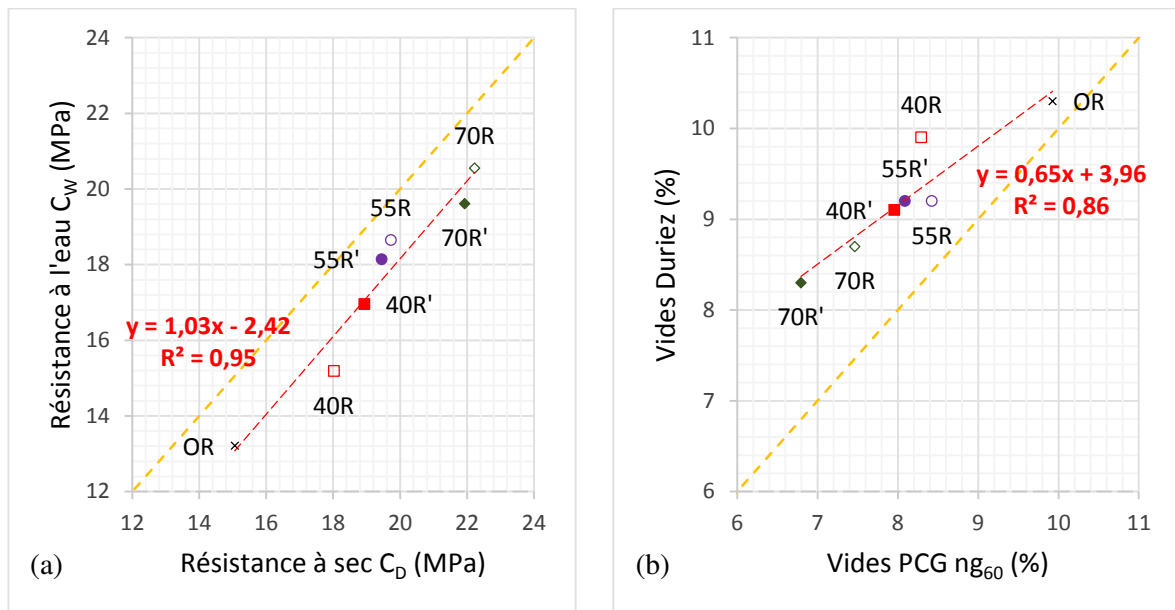 24
22
20
18
16
14
12
Résistance à l'eau C_W (MPa)
70R
55R
70R'
55R'
40R'
y = 1,03x - 2,42
R² = 0,95
40R
OR
12 14 16 18 20 22 24
(a) Résistance à sec C_D (MPa)
11
10
9
8
7
6
Vides Duriez (%)
OR
40R
55R'
y = 0,65x + 3,96
R² = 0,86
40R'
55R
70R
70R'
6 7 8 9 10 11
(b) Vides PCG ng₆₀ (%)